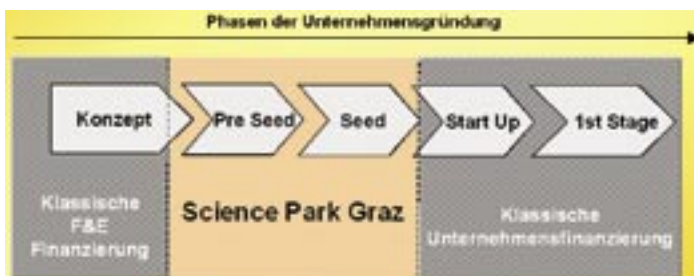 Phasen der Unternehmensgründung
Konzept
Pre Seed
Seed
Start Up
1st Stage
Klassische
F&E
Finanzierung
Science Park Graz
Klassische
Unternehmensfinanzierung